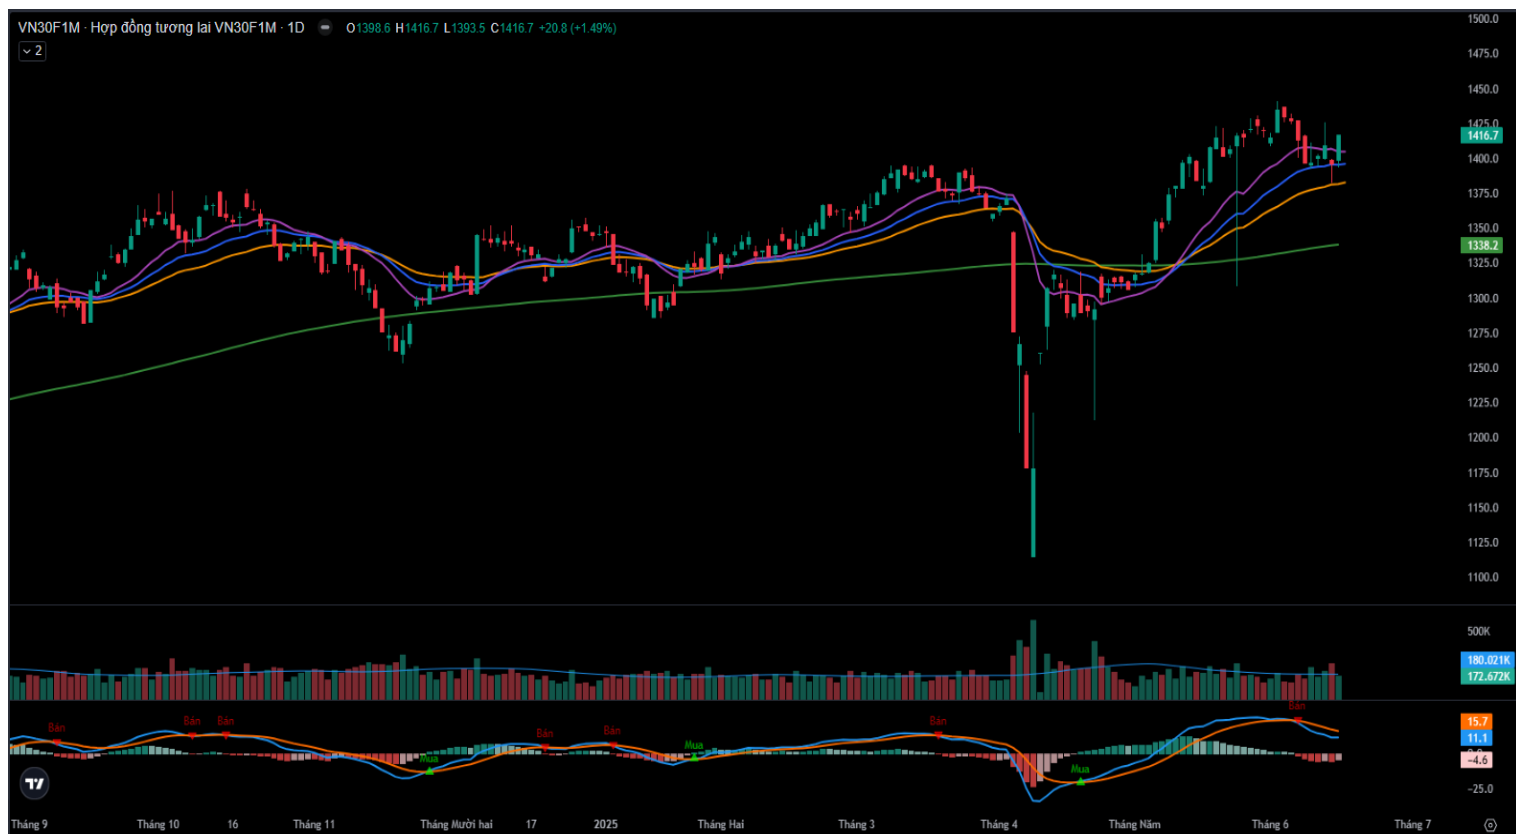 VN30F1M · Hợp đồng tương lai VN30F1M · 1D O1398.6 H1416.7 L1393.5 C1416.7 +20.8 (+1.49%)
2
1500.0
1475.0
1450.0
1425.0
1416.7
1400.0
1375.0
1350.0
1338.2
1325.0
1300.0
1275.0
1250.0
1225.0
1200.0
1175.0
1150.0
1125.0
1100.0
500K
180.021K
172.672K
Bán
Bán
Bán
Mua
Bán
Bán
Mua
Bán
Mua
Bán
15.7
11.1
−4.6
−25.0
Tháng 9 Tháng 10 16 Tháng 11 Tháng Mười hai 17 2025 Tháng Hai Tháng 3 Tháng 4 Tháng Năm Tháng 6 Tháng 7